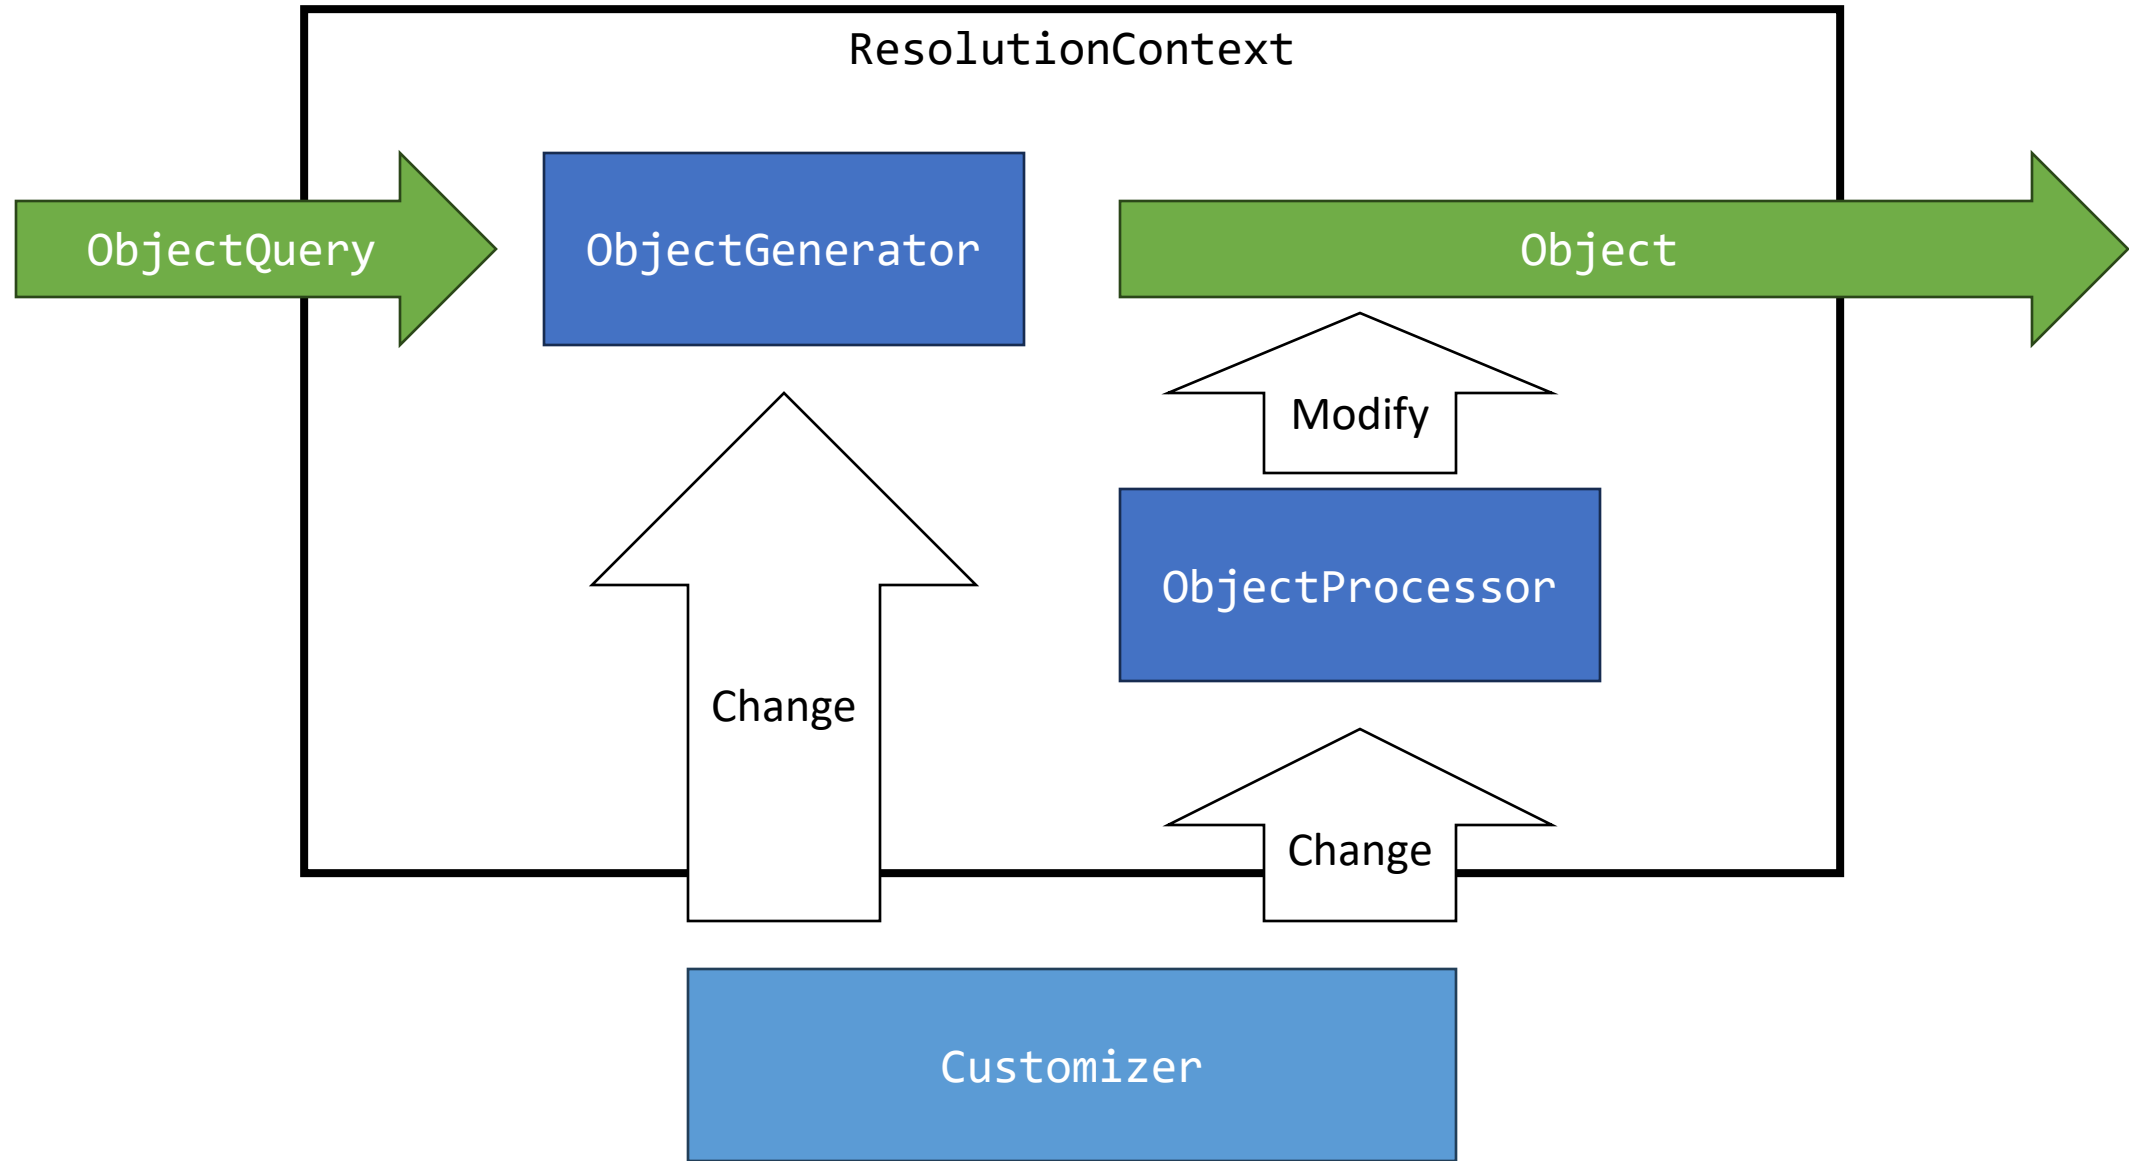 ResolutionContext
ObjectQuery
ObjectGenerator
Object
Modify
ObjectProcessor
Change
Change
Customizer